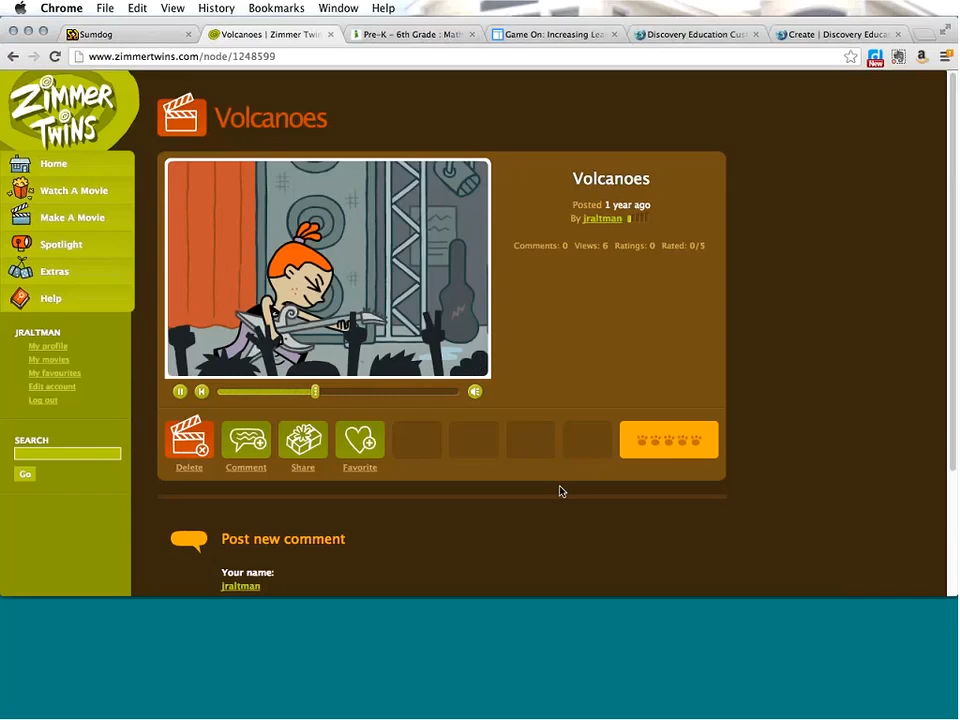 Chrome File Edit View History Bookmarks Window Help
Sumdog
Volcanoes | Zimmer Twin
Pre-K – 6th Grade : Math
Game On: Increasing Lea
Discovery Education Cus
Create | Discovery Educa
www.zimmertwins.com/node/1248599
New
ZIMMER
TWINS
Volcanoes
Home
Watch A Movie
Make A Movie
Spotlight
Extras
Help
JRALTMAN
My profile
My movies
My favourites
Edit account
Log out
SEARCH
Go
Volcanoes
Posted 1 year ago
By jraltman
Comments: 0 Views: 6 Ratings: 0 Rated: 0/5
Delete
Comment
Share
Favorite
Post new comment
Your name:
jraltman